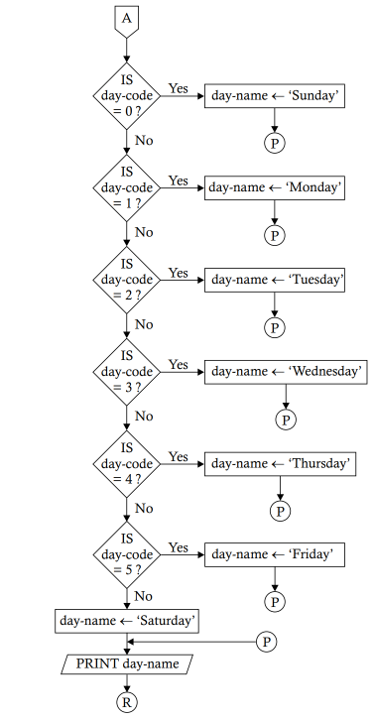 A
IS
day-code
= 0 ?
Yes
day-name ← ‘Sunday’
P
No
IS
day-code
= 1 ?
Yes
day-name ← ‘Monday’
P
No
IS
day-code
= 2 ?
Yes
day-name ← ‘Tuesday’
P
No
IS
day-code
= 3 ?
Yes
day-name ← ‘Wednesday’
P
No
IS
day-code
= 4 ?
Yes
day-name ← ‘Thursday’
P
No
IS
day-code
= 5 ?
Yes
day-name ← ‘Friday’
P
No
day-name ← ‘Saturday’
P
PRINT day-name
R